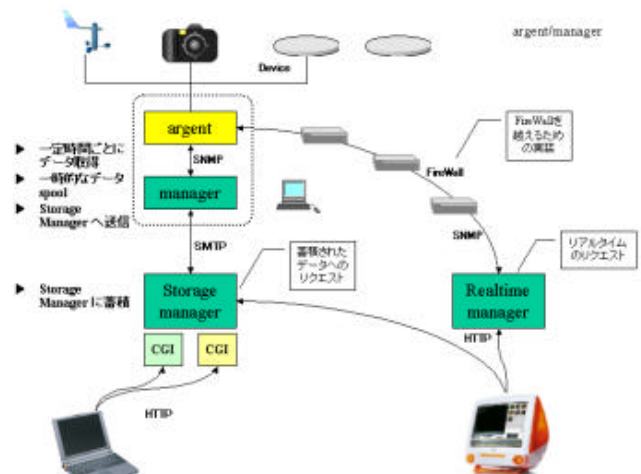 argent/manager
Device
argent
SNMP
manager
SMTP
Storage
manager
CGI
CGI
HTTP
▶ 一定時間ごとに
データ取得
▶ 一時的なデータ
spool
▶ Storage
Manager へ送信
▶ Storage
Manager に蓄積
蓄積された
データへの
リクエスト
FireWallを
越えるため
の実装
FireWall
SNMP
リアルタイム
のリクエスト
Realtime
manager
HTTP